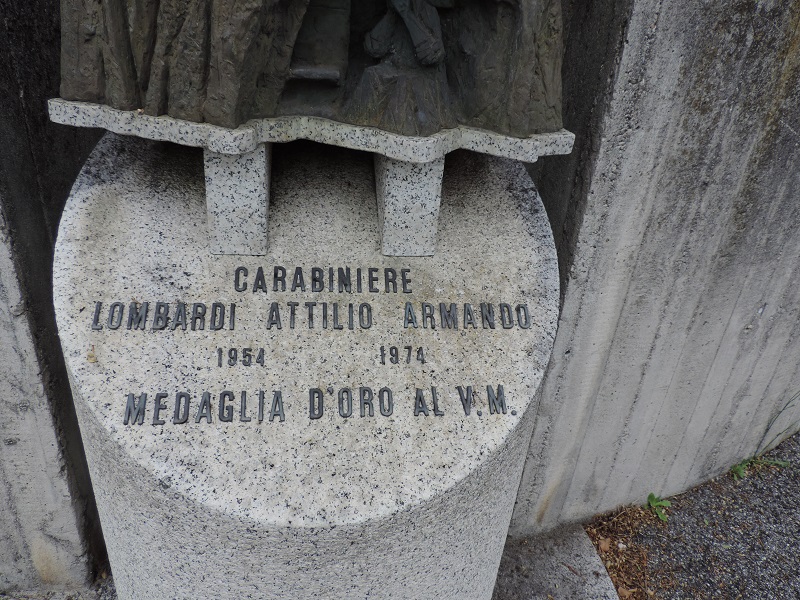 CARABINIERE
LOMBARDI ATTILIO ARMANDO
1954 1974
MEDAGLIA D'ORO AL V.M.